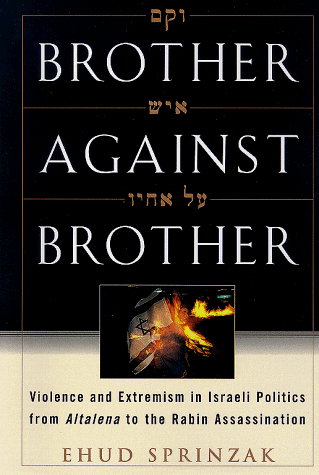 וקם
BROTHER
איש
AGAINST
על אחיו
BROTHER
Violence and Extremism in Israeli Politics
from Altalena to the Rabin Assassination
EHUD SPRINZAK